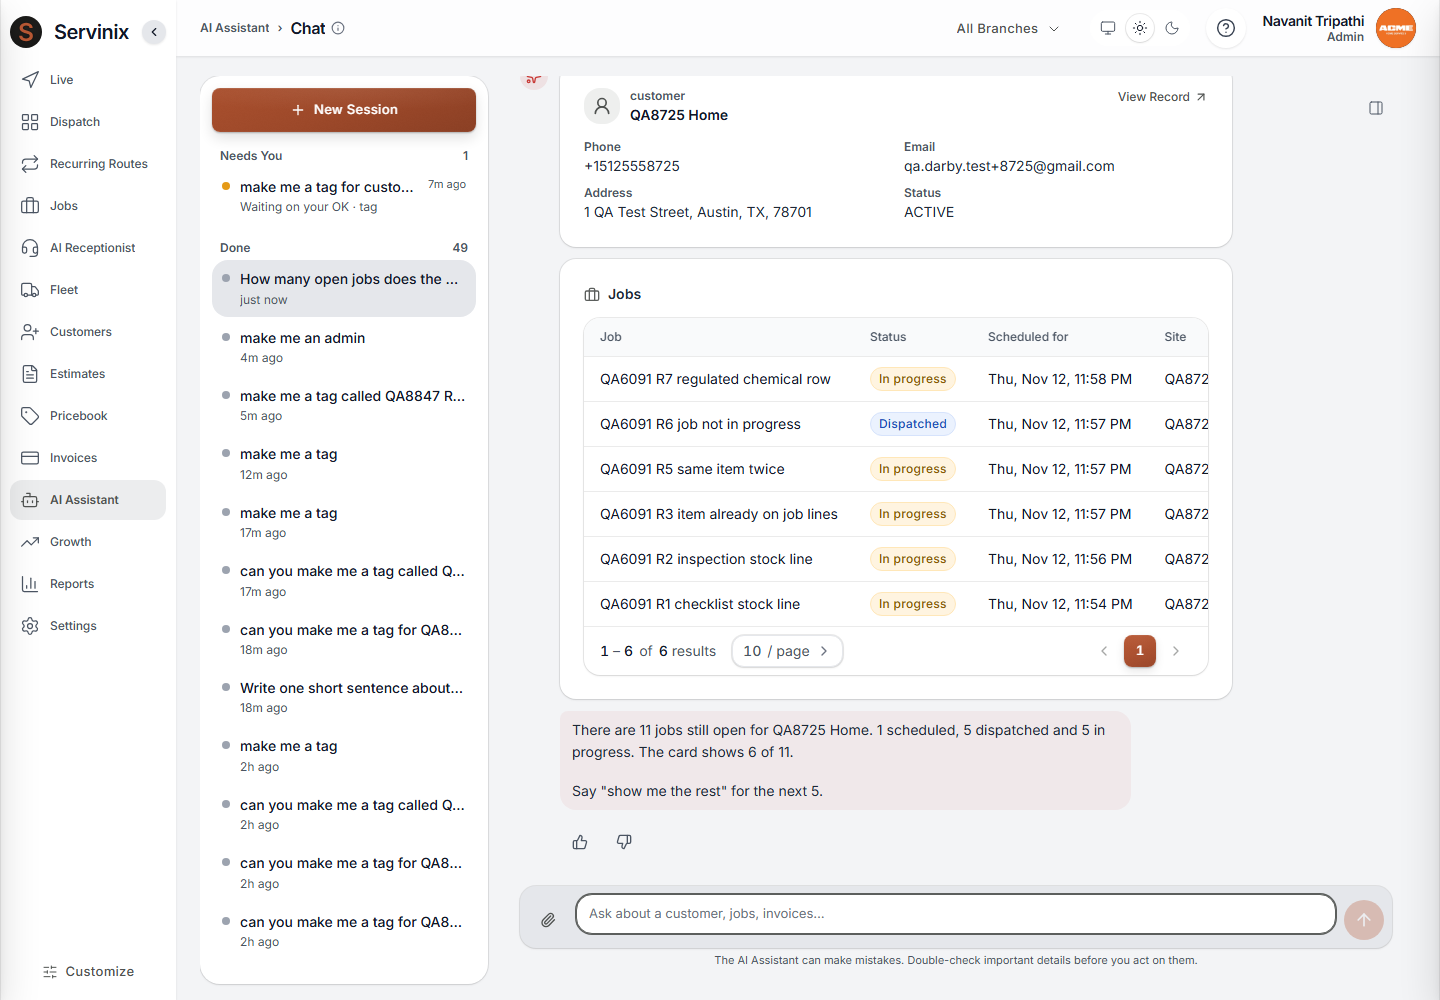 Servinix
Live
Dispatch
Recurring Routes
Jobs
AI Receptionist
Fleet
Customers
Estimates
Pricebook
Invoices
AI Assistant
Growth
Reports
Settings
Customize
AI Assistant › Chat
All Branches
Navanit Tripathi
Admin
ACME
+ New Session
Needs You 1
make me a tag for custo... 7m ago
Waiting on your OK · tag
Done 49
How many open jobs does the ...
just now
make me an admin
4m ago
make me a tag called QA8847 R...
5m ago
make me a tag
12m ago
make me a tag
17m ago
can you make me a tag called Q...
17m ago
can you make me a tag for QA8...
18m ago
Write one short sentence about...
18m ago
make me a tag
2h ago
can you make me a tag called Q...
2h ago
can you make me a tag for QA8...
2h ago
can you make me a tag for QA8...
2h ago
customer
QA8725 Home
View Record
Phone Email
+15125558725 qa.darby.test+8725@gmail.com
Address Status
1 QA Test Street, Austin, TX, 78701 ACTIVE
Jobs
Job Status Scheduled for Site
QA6091 R7 regulated chemical row In progress Thu, Nov 12, 11:58 PM QA872
QA6091 R6 job not in progress Dispatched Thu, Nov 12, 11:57 PM QA872
QA6091 R5 same item twice In progress Thu, Nov 12, 11:57 PM QA872
QA6091 R3 item already on job lines In progress Thu, Nov 12, 11:57 PM QA872
QA6091 R2 inspection stock line In progress Thu, Nov 12, 11:56 PM QA872
QA6091 R1 checklist stock line In progress Thu, Nov 12, 11:54 PM QA872
1 – 6 of 6 results 10 / page 1
There are 11 jobs still open for QA8725 Home. 1 scheduled, 5 dispatched and 5 in
progress. The card shows 6 of 11.
Say "show me the rest" for the next 5.
Ask about a customer, jobs, invoices...
The AI Assistant can make mistakes. Double-check important details before you act on them.